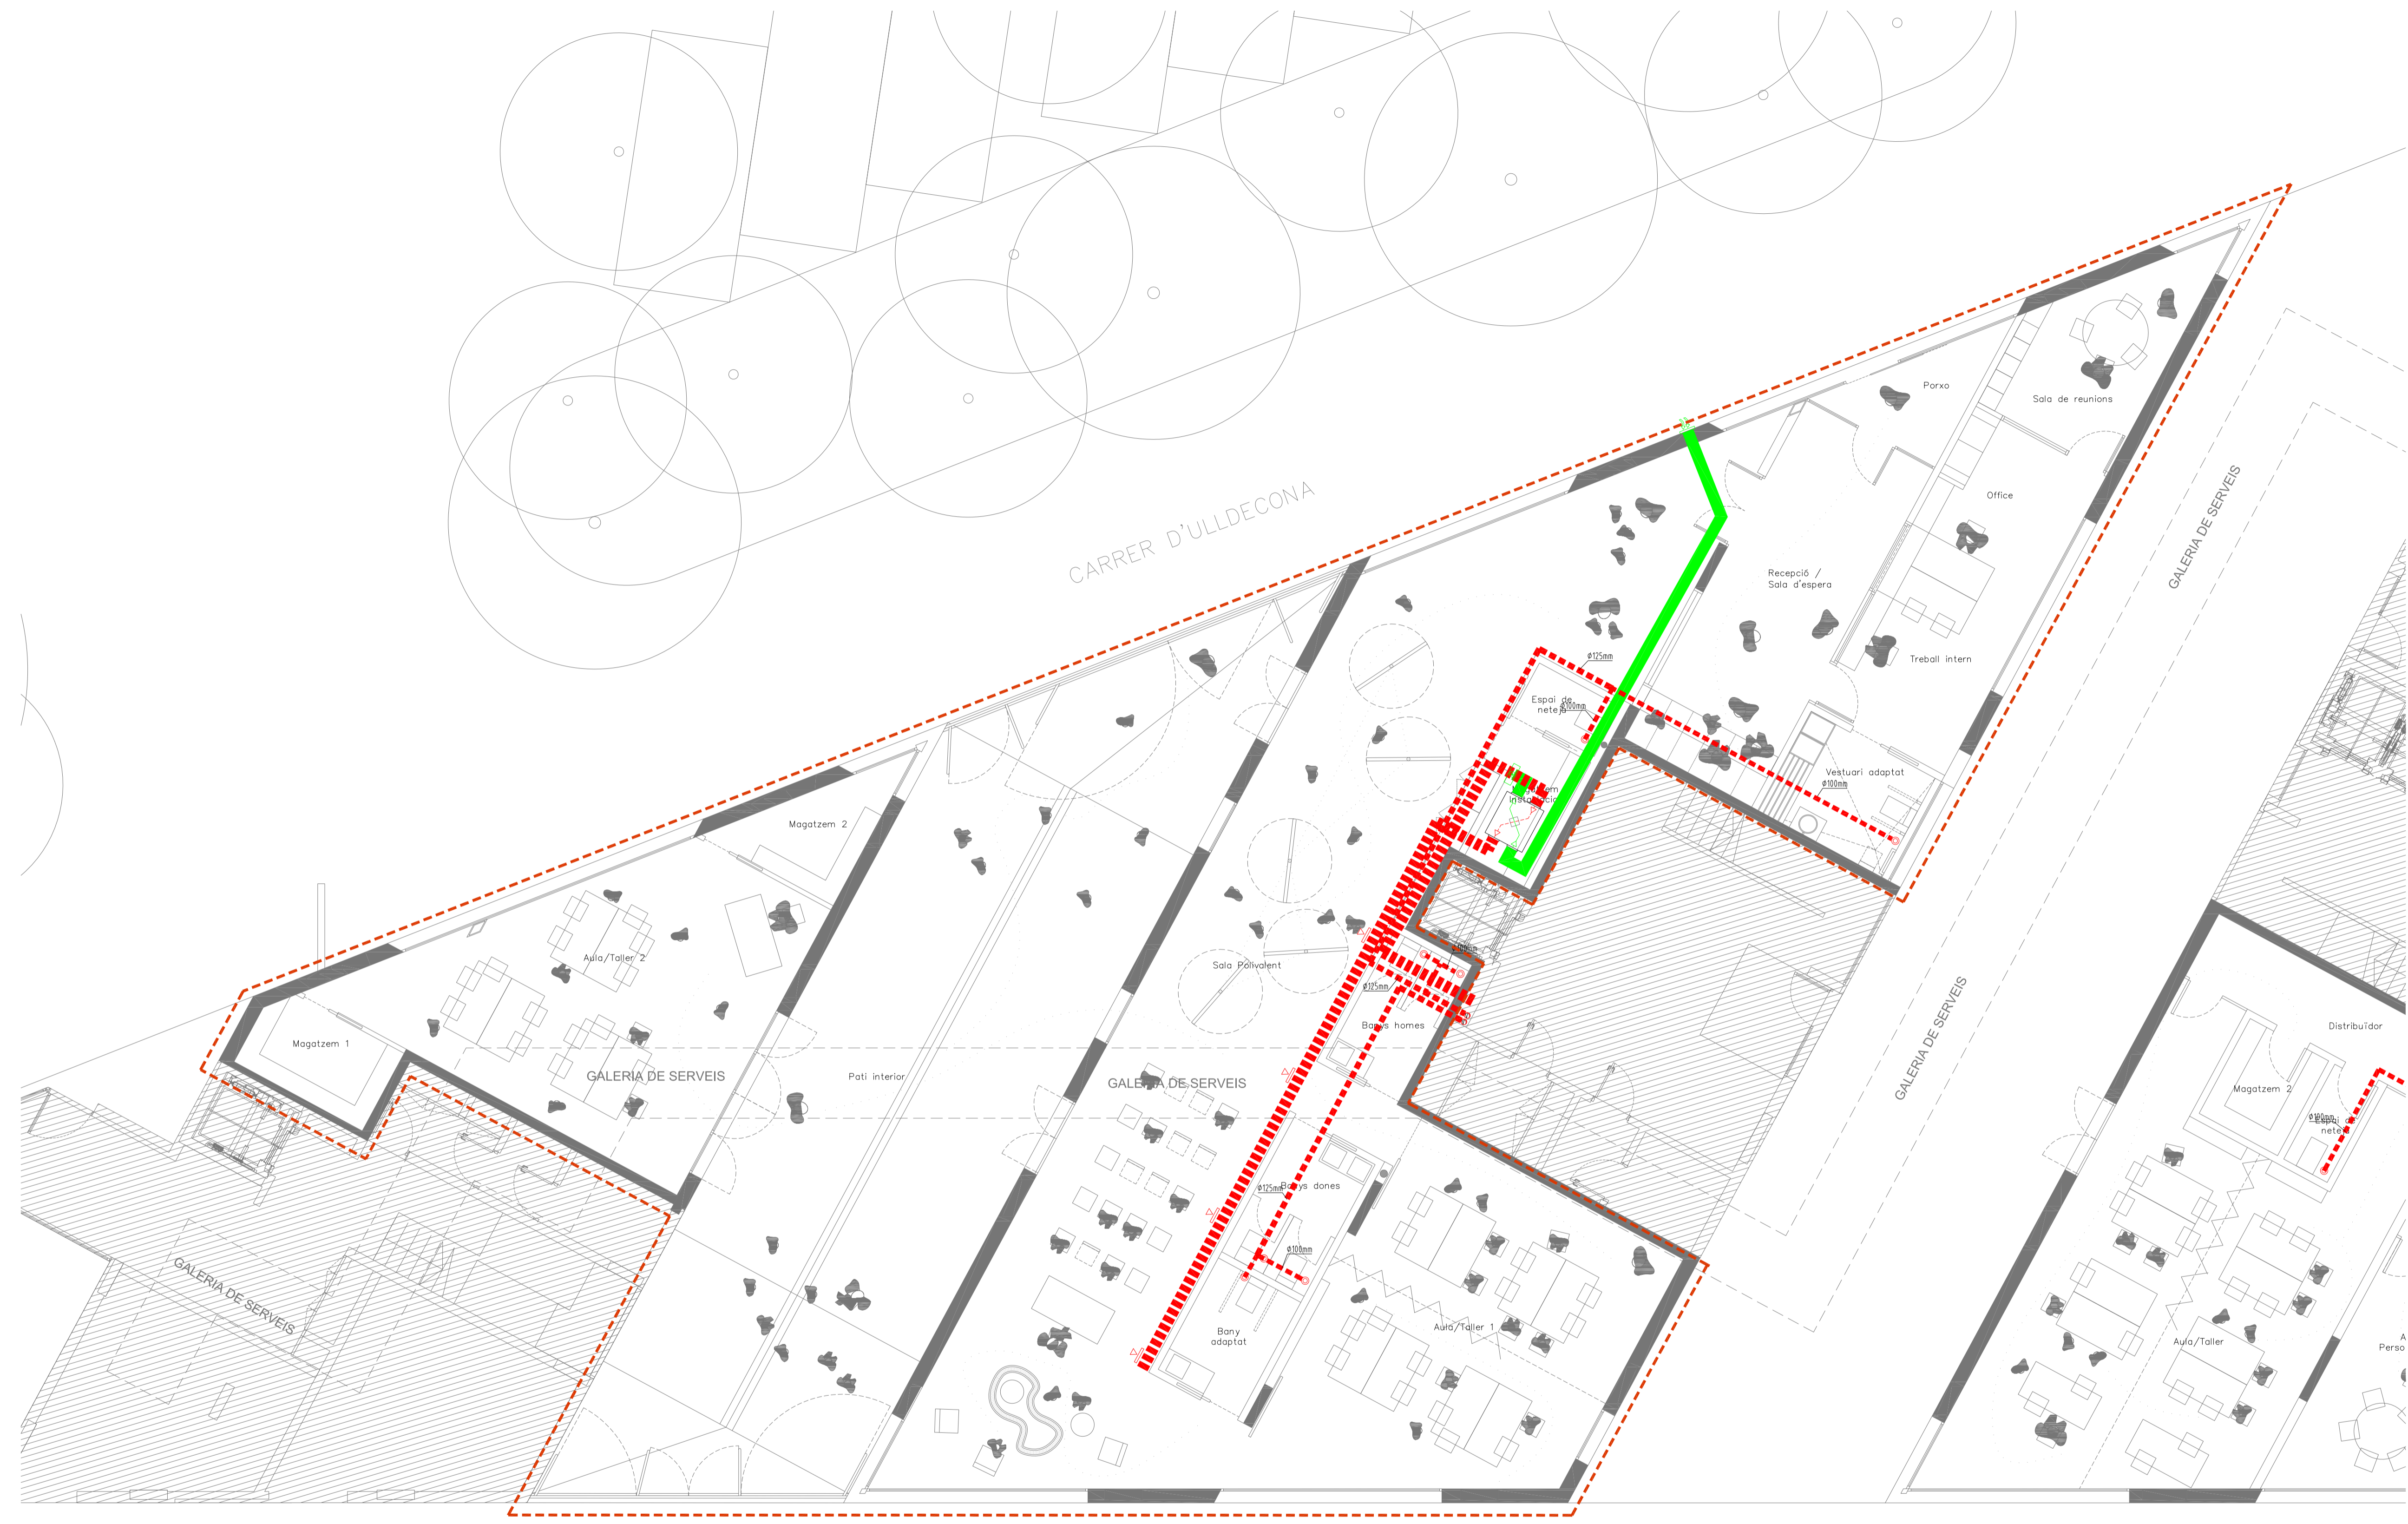 Porxo
Sala de reunions
CARRER D'ULLDECONA
Office
GALERIA DE SERVEIS
Recepció /
Sala d'espera
Treball intern
Ø125mm
Espai de
neteja
Ø100mm
Vestuari adaptat
Ø100mm
Magatzem 2
Aula/Taller 2
Sala Polivalent
Ø100mm
Ø125mm
Banys homes
Magatzem 1
GALERIA DE SERVEIS
Pati interior
GALERIA DE SERVEIS
GALERIA DE SERVEIS
Distribuïdor
Magatzem 2
Ø100mm
Ø125mm
Banys dones
Ø100mm
GALERIA DE SERVEIS
Bany
adaptat
Aula/Taller 1
Aula/Taller